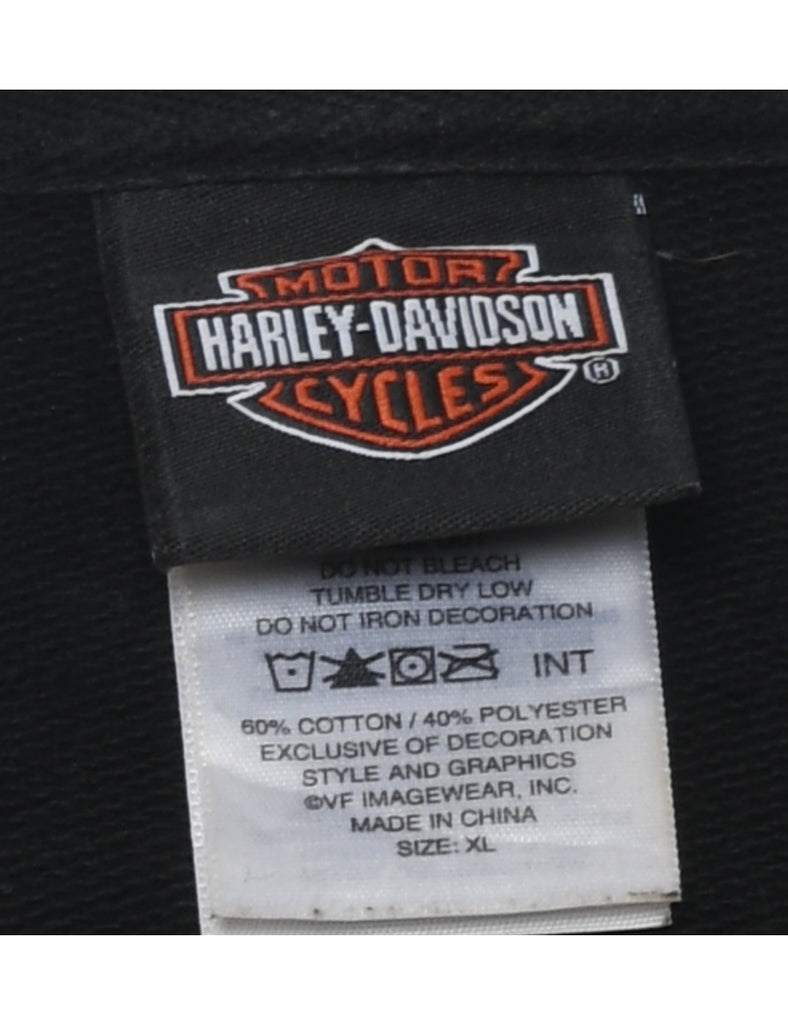 MOTOR
HARLEY-DAVIDSON
®
CYCLES
DO NOT BLEACH
TUMBLE DRY LOW
DO NOT IRON DECORATION
INT
60% COTTON / 40% POLYESTER
EXCLUSIVE OF DECORATION
STYLE AND GRAPHICS
©VF IMAGEWEAR, INC.
MADE IN CHINA
SIZE: XL